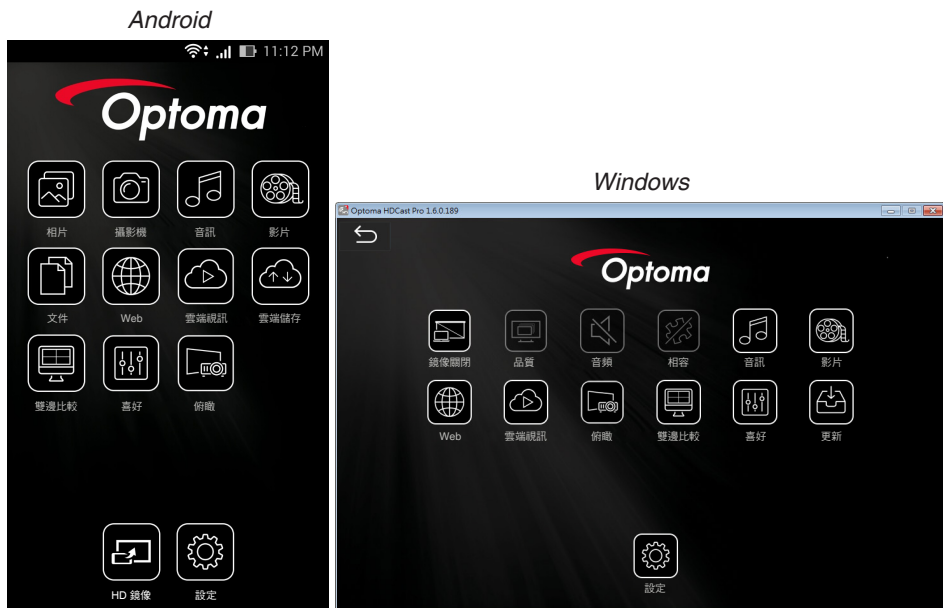 Android
11:12 PM
Optoma
相片 攝影機 音訊 影片
文件 Web 雲端視訊 雲端儲存
雙邊比較 喜好 俯瞰
HD 鏡像 設定
Windows
Optoma HDCast Pro 1.6.0.189
Optoma
鏡像關閉 品質 音頻 相容 音訊 影片
Web 雲端視訊 俯瞰 雙邊比較 喜好 更新
設定